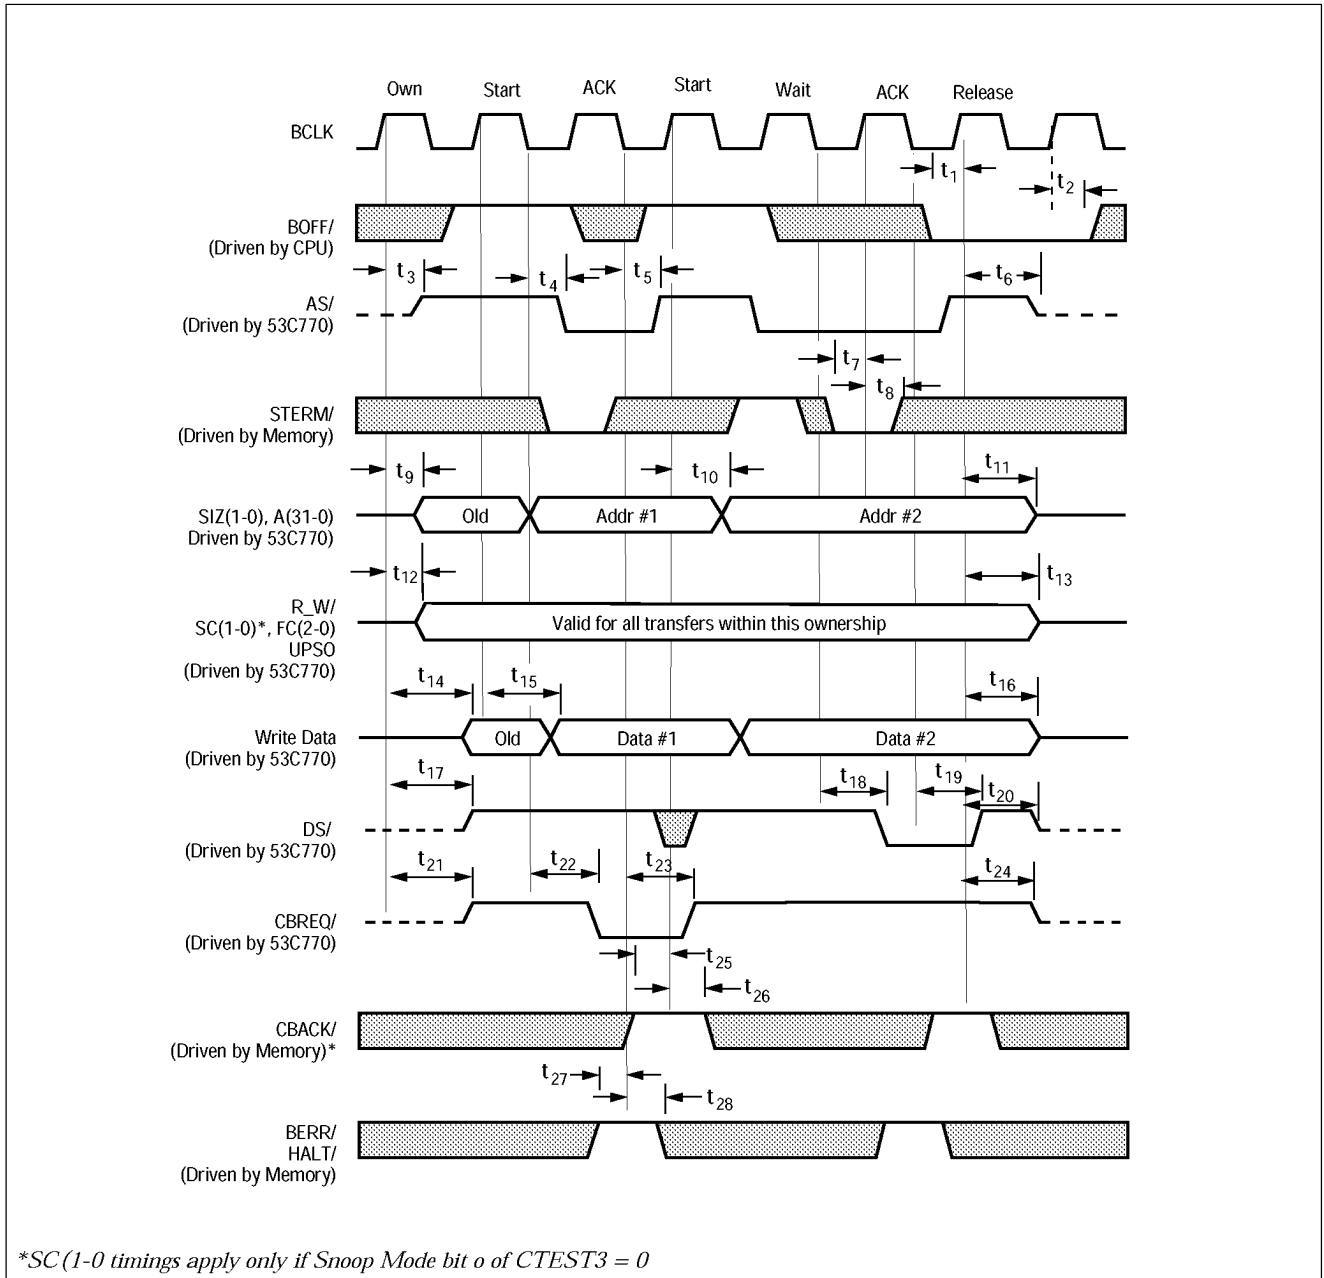 Own Start ACK Start Wait ACK Release
BCLK
t1
t2
BOFF/
(Driven by CPU)
t3
t4
t5
t6
AS/
(Driven by 53C770)
t7
t8
STERM/
(Driven by Memory)
t9
t10
t11
SIZ(1-0), A(31-0)
Driven by 53C770)
Old
Addr #1
Addr #2
t12
t13
R_W/
SC(1-0)*, FC(2-0)
UPSO
(Driven by 53C770)
Valid for all transfers within this ownership
t14
t15
t16
Write Data
(Driven by 53C770)
Old
Data #1
Data #2
t17
t18
t19
t20
DS/
(Driven by 53C770)
t21
t22
t23
t24
CBREQ/
(Driven by 53C770)
t25
t26
CBACK/
(Driven by Memory)*
t27
t28
BERR/
HALT/
(Driven by Memory)
*SC(1-0 timings apply only if Snoop Mode bit o of CTEST3 = 0